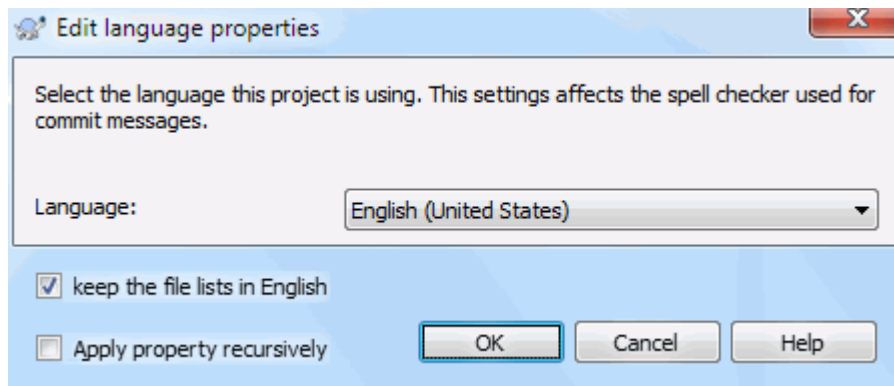 Edit language properties
Select the language this project is using. This settings affects the spell checker used for
commit messages.
Language: English (United States)
keep the file lists in English
Apply property recursively OK Cancel Help